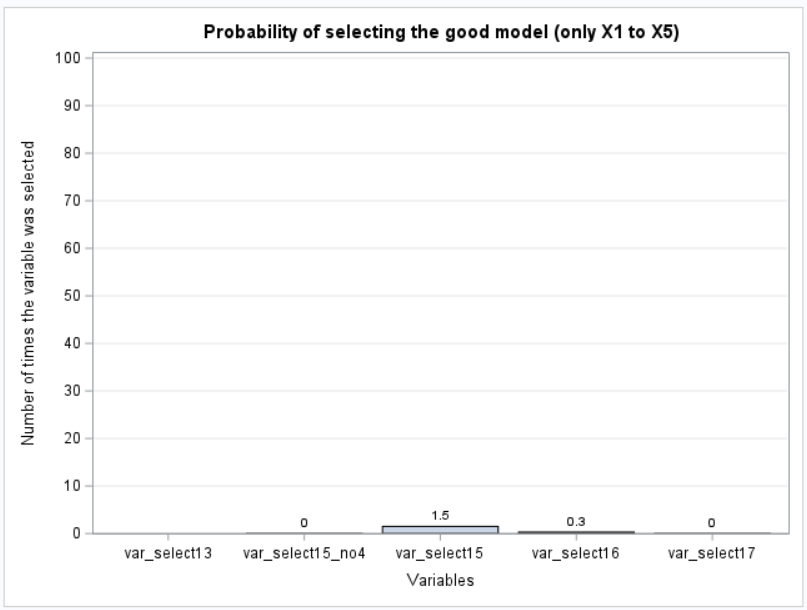 Probability of selecting the good model (only X1 to X5)
Number of times the variable was selected
100
90
80
70
60
50
40
30
20
10
0
0
1.5
0.3
0
var_select13
var_select15_no4
var_select15
var_select16
var_select17
Variables